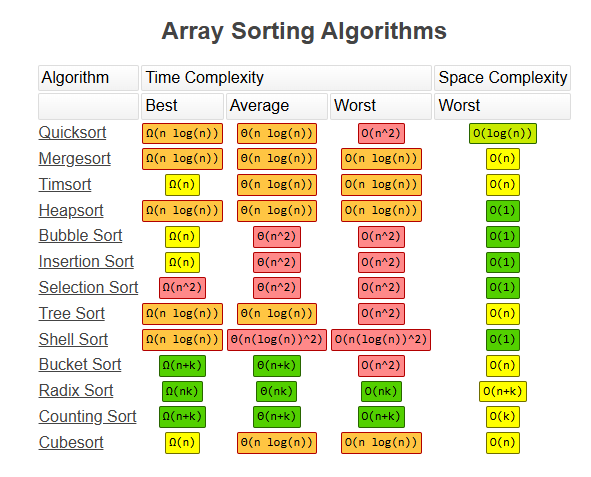 Array Sorting Algorithms
Algorithm Time Complexity Space Complexity
Best Average Worst Worst
Quicksort Ω(n log(n)) Θ(n log(n)) O(n^2) O(log(n))
Mergesort Ω(n log(n)) Θ(n log(n)) O(n log(n)) O(n)
Timsort Ω(n) Θ(n log(n)) O(n log(n)) O(n)
Heapsort Ω(n log(n)) Θ(n log(n)) O(n log(n)) O(1)
Bubble Sort Ω(n) Θ(n^2) O(n^2) O(1)
Insertion Sort Ω(n) Θ(n^2) O(n^2) O(1)
Selection Sort Ω(n^2) Θ(n^2) O(n^2) O(1)
Tree Sort Ω(n log(n)) Θ(n log(n)) O(n^2) O(n)
Shell Sort Ω(n log(n)) Θ(n(log(n))^2) O(n(log(n))^2) O(1)
Bucket Sort Ω(n+k) Θ(n+k) O(n^2) O(n)
Radix Sort Ω(nk) Θ(nk) O(nk) O(n+k)
Counting Sort Ω(n+k) Θ(n+k) O(n+k) O(k)
Cubesort Ω(n) Θ(n log(n)) O(n log(n)) O(n)